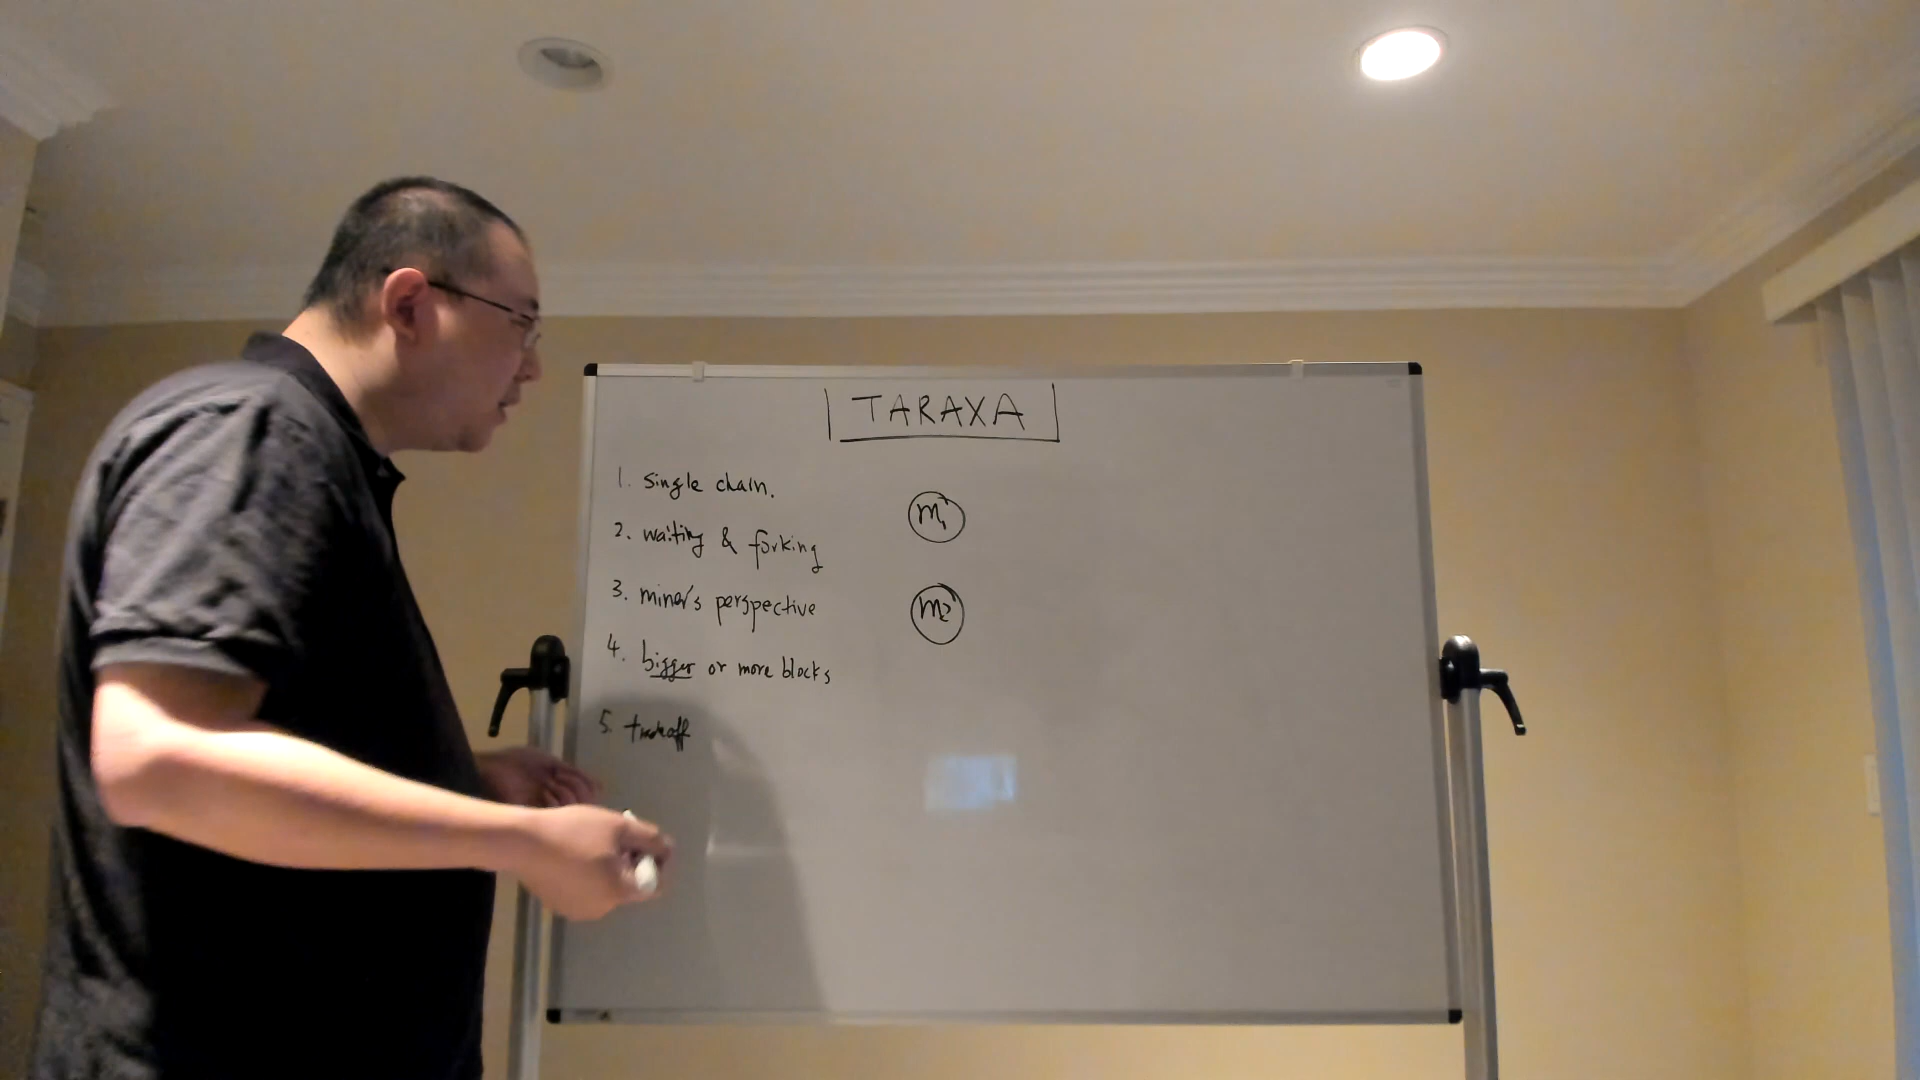 TARAXA
1. single chain.
2. waiting & forking
3. miner's perspective
4. bigger or more blocks
5. tradeoff
m1
m2